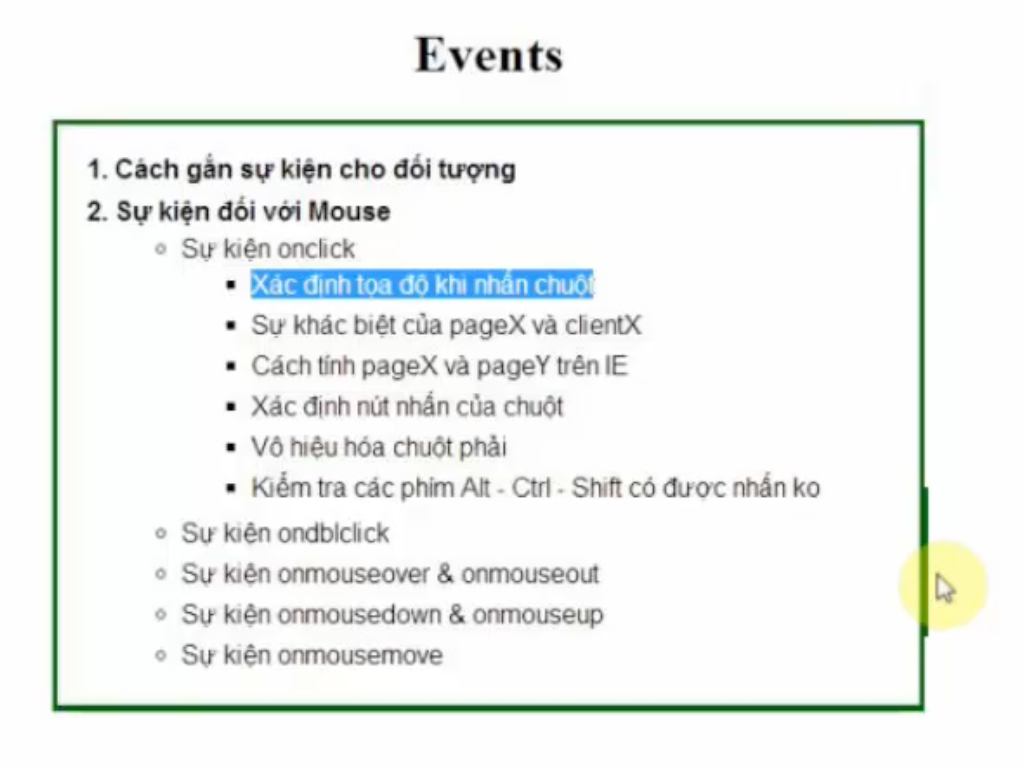 Events
1. Cách gắn sự kiện cho đối tượng
2. Sự kiện đối với Mouse
Sự kiện onclick
Xác định tọa độ khi nhấn chuột
Sự khác biệt của pageX và clientX
Cách tính pageX và pageY trên IE
Xác định nút nhấn của chuột
Vô hiệu hóa chuột phải
Kiểm tra các phím Alt - Ctrl - Shift có được nhấn ko
Sự kiện ondblclick
Sự kiện onmouseover & onmouseout
Sự kiện onmousedown & onmouseup
Sự kiện onmousemove